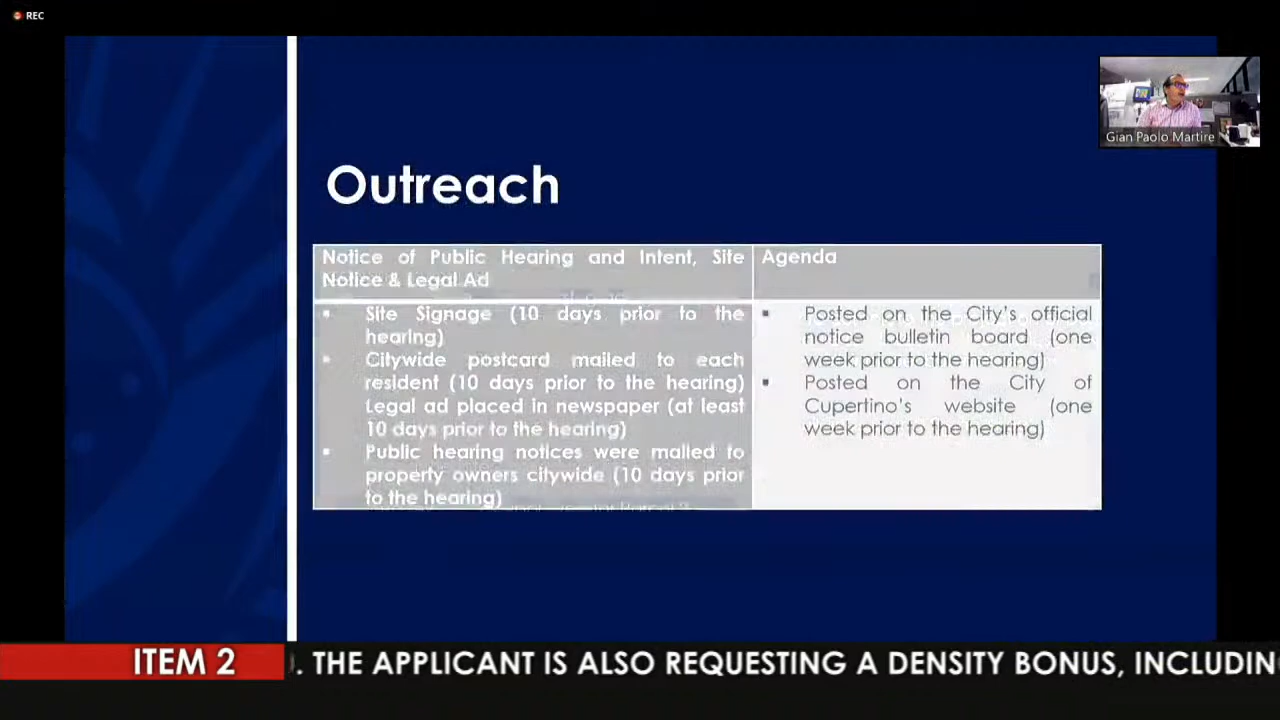 REC
Gian Paolo Martire
Outreach
Notice of Public Hearing and Intent, Site
Notice & Legal Ad
Agenda
▪ Site Signage (10 days prior to the
hearing)
▪ Citywide postcard mailed to each
resident (10 days prior to the hearing)
Legal ad placed in newspaper (at least
10 days prior to the hearing)
▪ Public hearing notices were mailed to
property owners citywide (10 days prior
to the hearing)
▪ Posted on the City's official
notice bulletin board (one
week prior to the hearing)
▪ Posted on the City of
Cupertino's website (one
week prior to the hearing)
ITEM 2
. THE APPLICANT IS ALSO REQUESTING A DENSITY BONUS, INCLUDIN